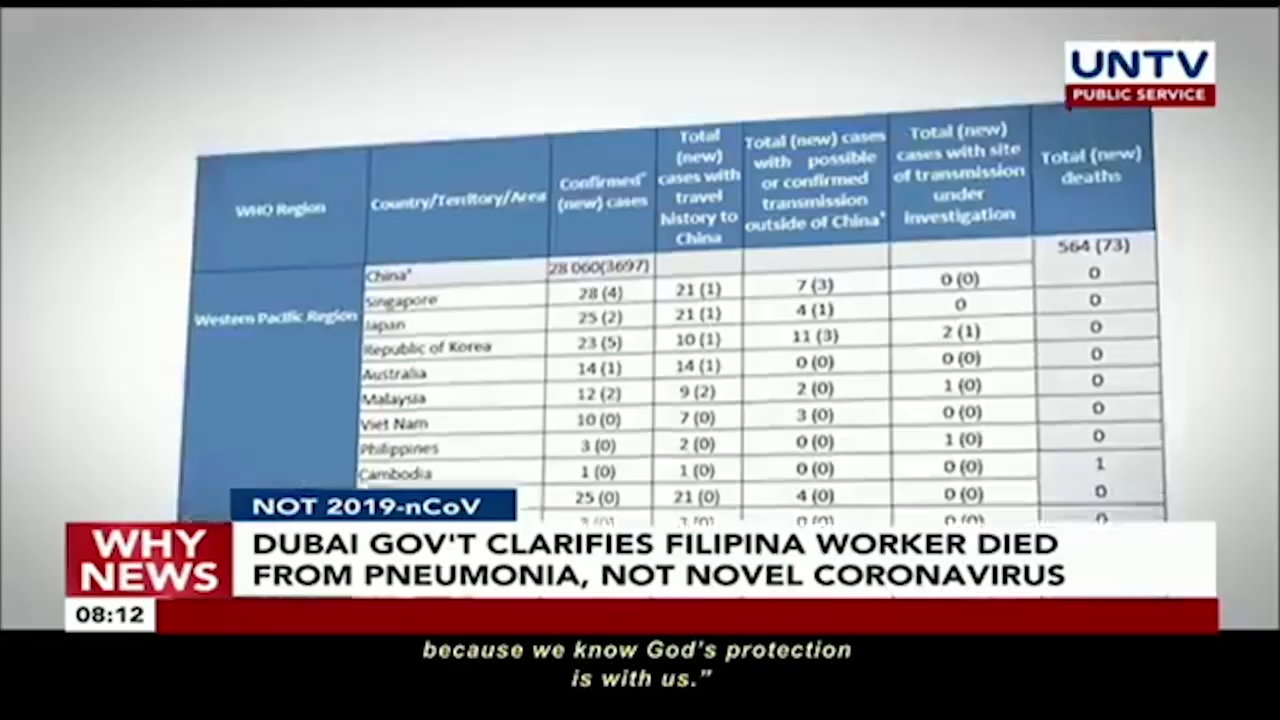 UNTV
PUBLIC SERVICE
WHO Region
Country/Territory/Area
Confirmed* (new) cases
Total (new) cases with travel history to China
Total (new) cases with possible or confirmed transmission outside of China†
Total (new) cases with site of transmission under investigation
Total (new) deaths
Western Pacific Region
China* 28 060(3697) 564 (73)
Singapore 28 (4) 21 (1) 7 (3) 0 (0) 0
Japan 25 (2) 21 (1) 4 (1) 0 0
Republic of Korea 23 (5) 10 (1) 11 (3) 2 (1) 0
Australia 14 (1) 14 (1) 0 (0) 0 (0) 0
Malaysia 12 (2) 9 (2) 2 (0) 1 (0) 0
Viet Nam 10 (0) 7 (0) 3 (0) 0 (0) 0
Philippines 3 (0) 2 (0) 0 (0) 1 (0) 0
Cambodia 1 (0) 1 (0) 0 (0) 0 (0) 1
25 (0) 21 (0) 4 (0) 0 (0) 0
NOT 2019-nCoV
WHY NEWS
DUBAI GOV'T CLARIFIES FILIPINA WORKER DIED
FROM PNEUMONIA, NOT NOVEL CORONAVIRUS
08:12
because we know God's protection
is with us.”